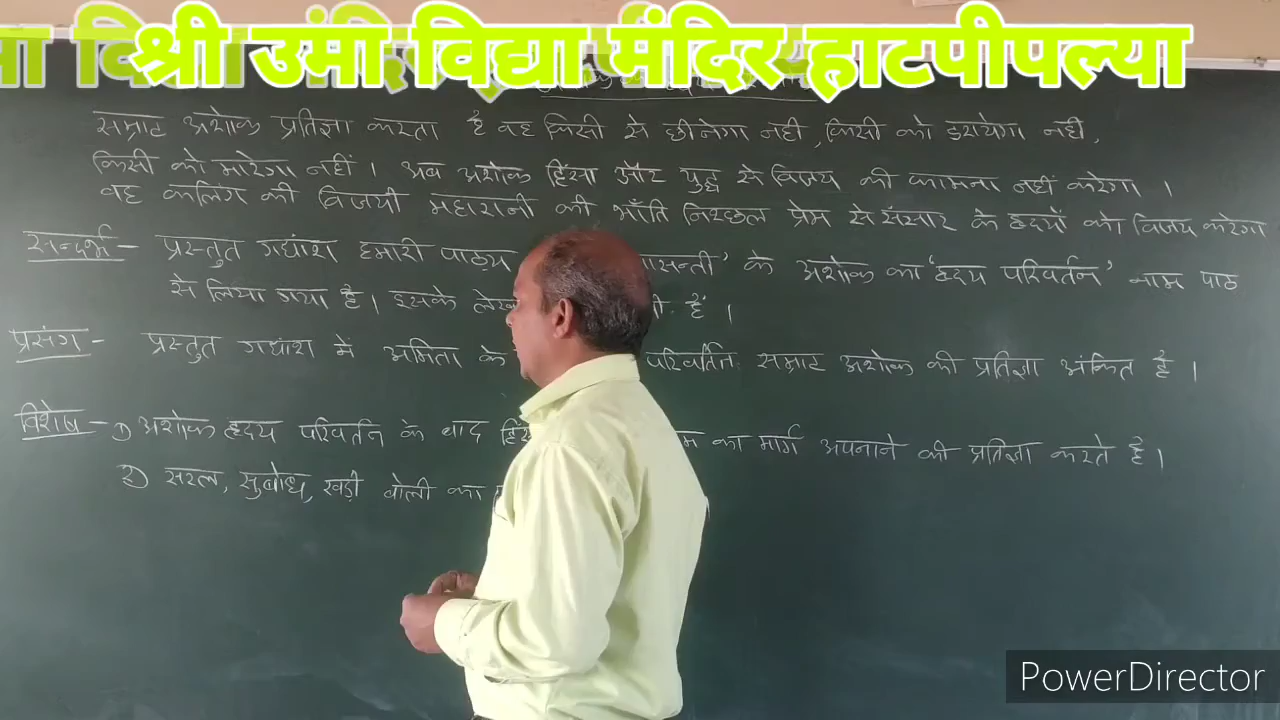 श्री उमा विद्या मंदिर हाटपीपल्या
सम्राट अशोक प्रतिज्ञा करता है वह किसी से छीनेगा नहीं, किसी को डरायेगा नहीं,
किसी को मारेगा नहीं । अब अशोक हिंसा और युद्ध से विजय की कामना नहीं करेगा ।
वह कलिंग की विजयी महारानी की भाँति निश्छल प्रेम से संसार के हृदयों को विजय करेगा
सन्दर्भ - प्रस्तुत गद्यांश हमारी पाठ्य सन्ती' के अशोक का 'हृदय परिवर्तन' नाम पाठ
से लिया गया है । इसके है ।
प्रसंग - प्रस्तुत गद्यांश में अमिता के परिवर्तित सम्राट अशोक की प्रतिज्ञा अंकित है ।
विशेष - 1) अशोक हृदय परिवर्तन के बाद का मार्ग अपनाने की प्रतिज्ञा करते है ।
2) सरल, सुबोध, खड़ी बोली का
PowerDirector